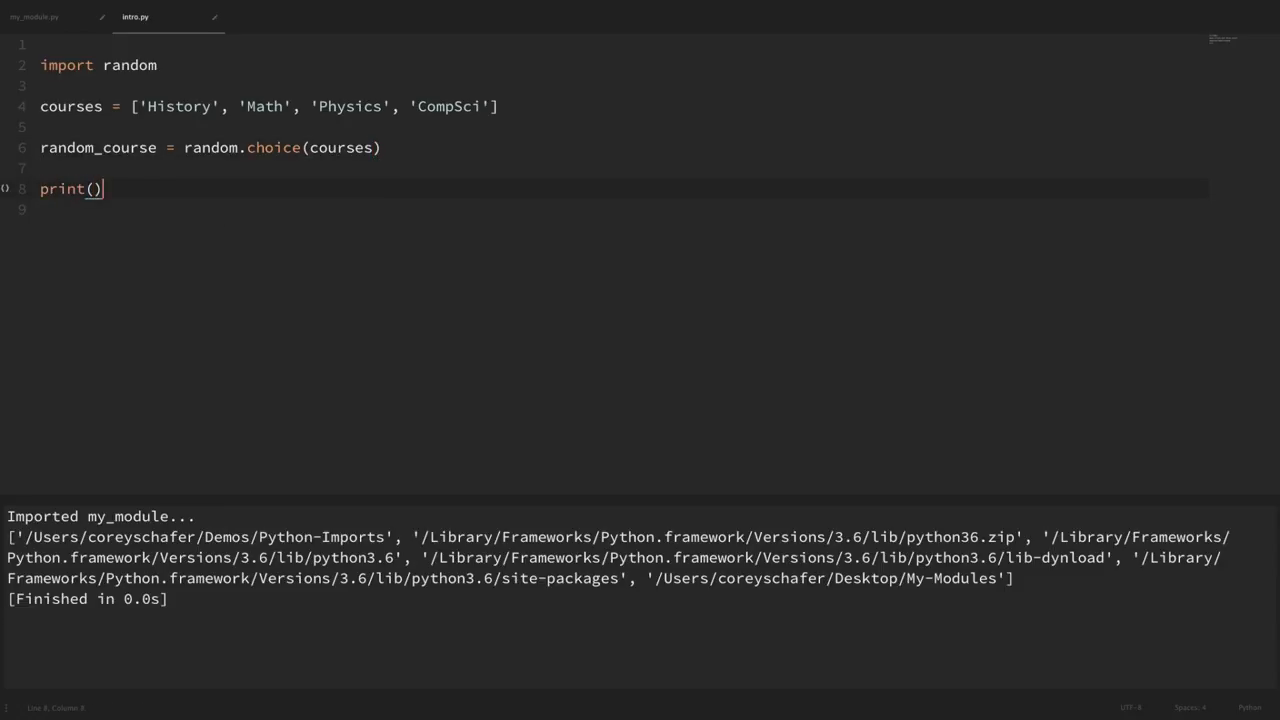 my_module.py intro.py
1
2 import random
3
4 courses = ['History', 'Math', 'Physics', 'CompSci']
5
6 random_course = random.choice(courses)
7
() 8 print()
9
Imported my_module...
['/Users/coreyschafer/Demos/Python-Imports', '/Library/Frameworks/Python.framework/Versions/3.6/lib/python36.zip', '/Library/Frameworks/
Python.framework/Versions/3.6/lib/python3.6', '/Library/Frameworks/Python.framework/Versions/3.6/lib/python3.6/lib-dynload', '/Library/
Frameworks/Python.framework/Versions/3.6/lib/python3.6/site-packages', '/Users/coreyschafer/Desktop/My-Modules']
[Finished in 0.0s]
Line 8, Column 8 UTF-8 Spaces: 4 Python